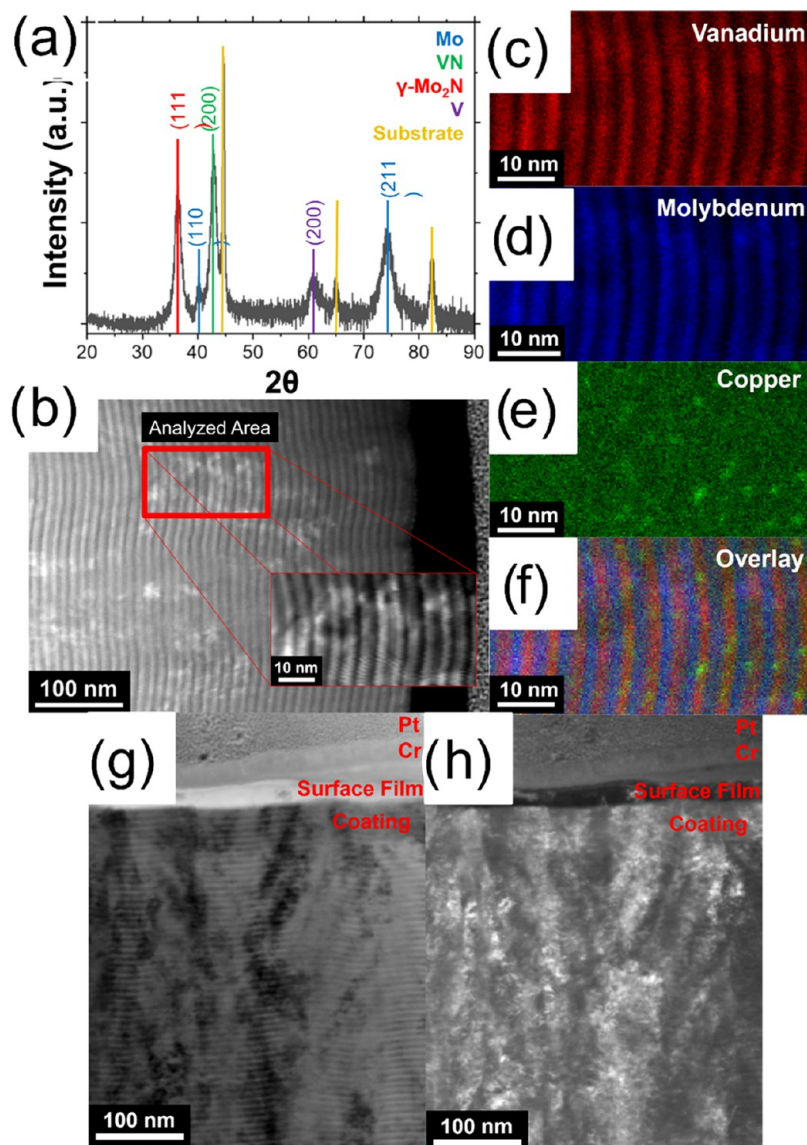 (a)
Intensity (a.u.)
Mo
VN
γ-Mo₂N
V
Substrate
(111)
(110)
(200)
(200)
(211)
20 30 40 50 60 70 80 90
2θ
(b)
Analyzed Area
10 nm
100 nm
(c)
Vanadium
10 nm
(d)
Molybdenum
10 nm
(e)
Copper
10 nm
(f)
Overlay
10 nm
(g)
Pt
Cr
Surface Film
Coating
100 nm
(h)
Pt
Cr
Surface Film
Coating
100 nm